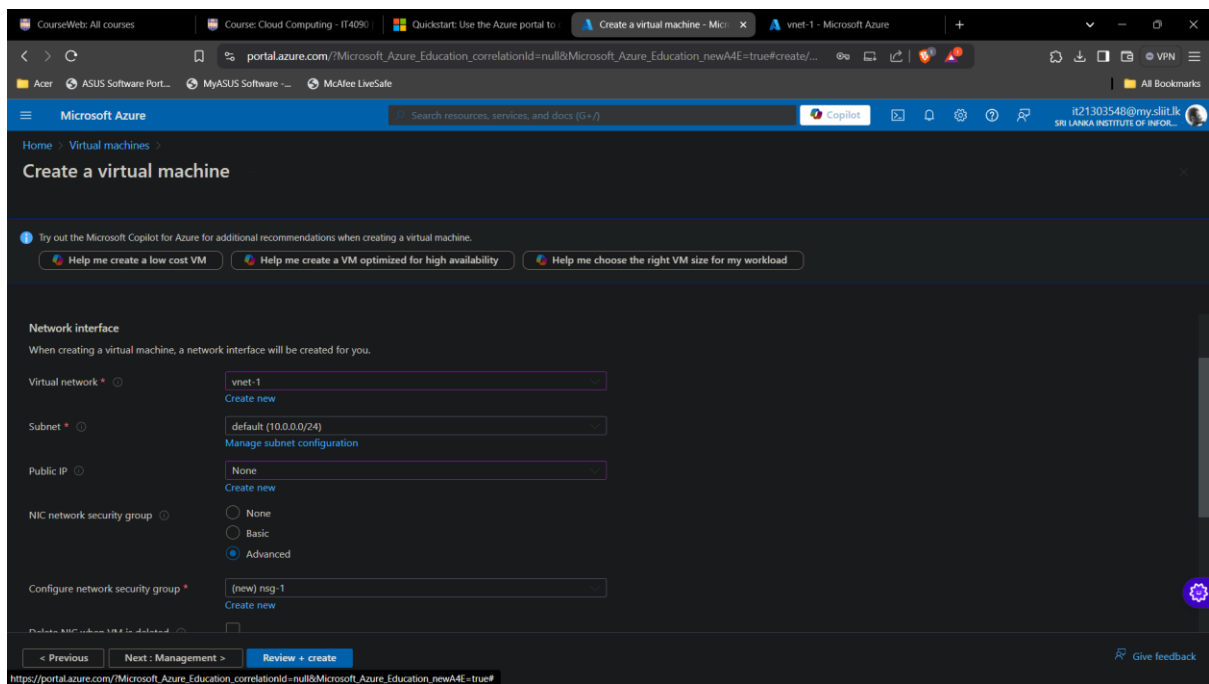 CourseWeb: All courses
Course: Cloud Computing - IT4090
Quickstart: Use the Azure portal to
Create a virtual machine - Micr
vnet-1 - Microsoft Azure
portal.azure.com/?Microsoft_Azure_Education_correlationId=null&Microsoft_Azure_Education_newA4E=true#create/...
VPN
Acer
ASUS Software Port...
MyASUS Software -...
McAfee LiveSafe
All Bookmarks
Microsoft Azure
Search resources, services, and docs (G+/)
Copilot
it21303548@my.sliit.lk
SRI LANKA INSTITUTE OF INFOR...
Home > Virtual machines >
Create a virtual machine
Try out the Microsoft Copilot for Azure for additional recommendations when creating a virtual machine.
Help me create a low cost VM
Help me create a VM optimized for high availability
Help me choose the right VM size for my workload
Network interface
When creating a virtual machine, a network interface will be created for you.
Virtual network *
vnet-1
Create new
Subnet *
default (10.0.0.0/24)
Manage subnet configuration
Public IP
None
Create new
NIC network security group
None
Basic
Advanced
Configure network security group *
(new) nsg-1
Create new
Delete NIC when VM is deleted
< Previous
Next : Management >
Review + create
Give feedback
https://portal.azure.com/?Microsoft_Azure_Education_correlationId=null&Microsoft_Azure_Education_newA4E=true#